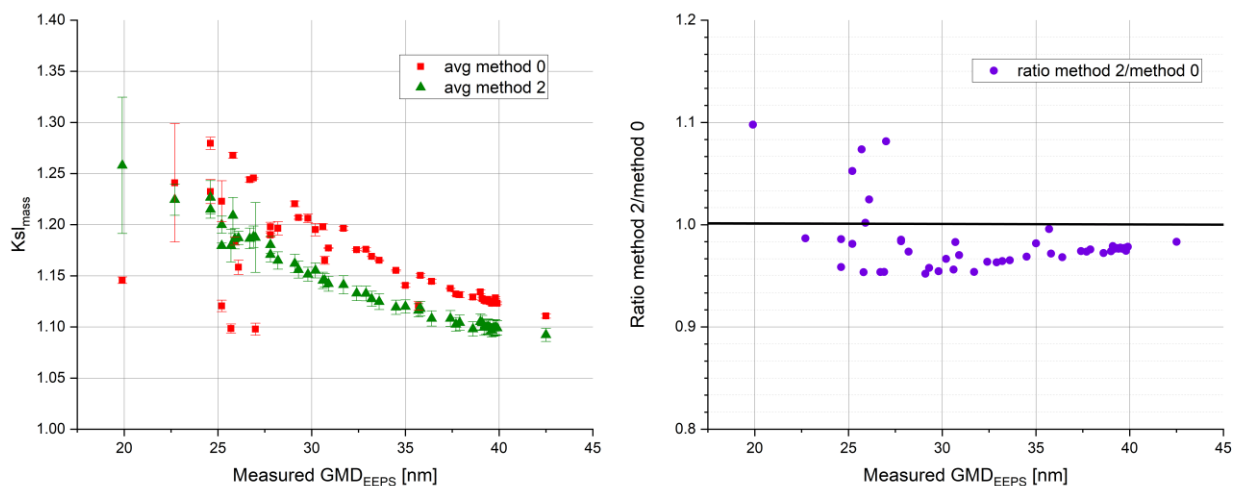 1.40
1.35
1.30
1.25
1.20
1.15
1.10
1.05
1.00
Ksl_mass
avg method 0
avg method 2
20 25 30 35 40 45
Measured GMD_EEPS [nm]
1.2
1.1
1.0
0.9
0.8
Ratio method 2/method 0
ratio method 2/method 0
20 25 30 35 40 45
Measured GMD_EEPS [nm]